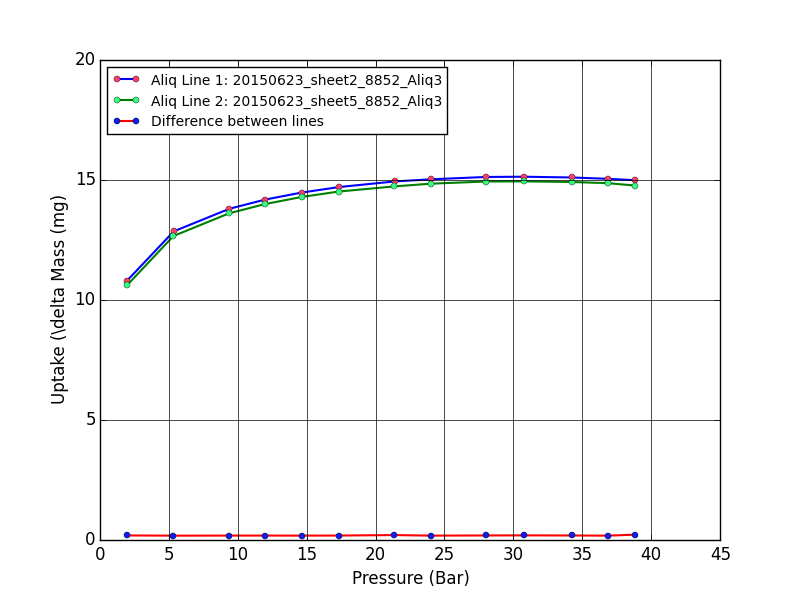 20
Aliq Line 1: 20150623_sheet2_8852_Aliq3
Aliq Line 2: 20150623_sheet5_8852_Aliq3
Difference between lines
15
10
5
0
Uptake (\delta Mass (mg)
0 5 10 15 20 25 30 35 40 45
Pressure (Bar)